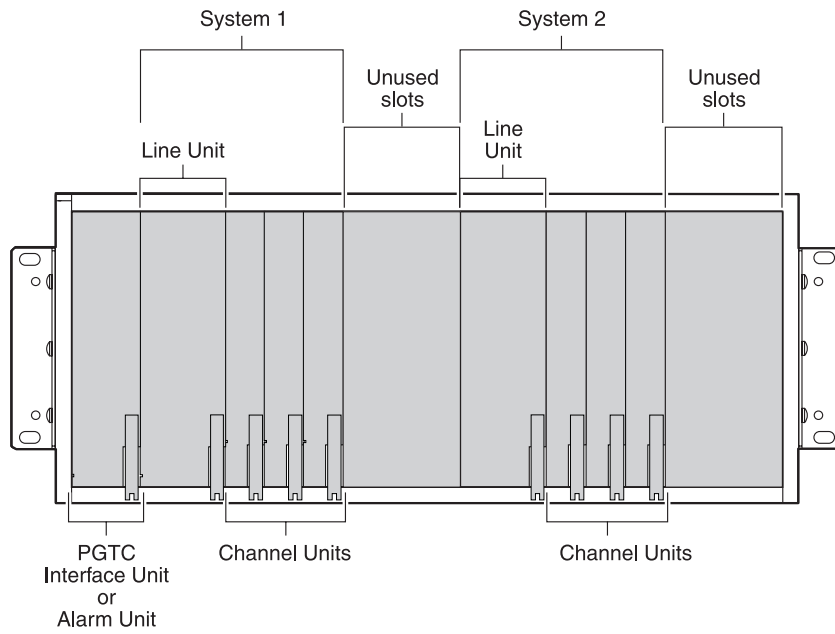 System 1
System 2
Unused
slots
Unused
slots
Line Unit
Line
Unit
PGTC
Interface Unit
or
Alarm Unit
Channel Units
Channel Units